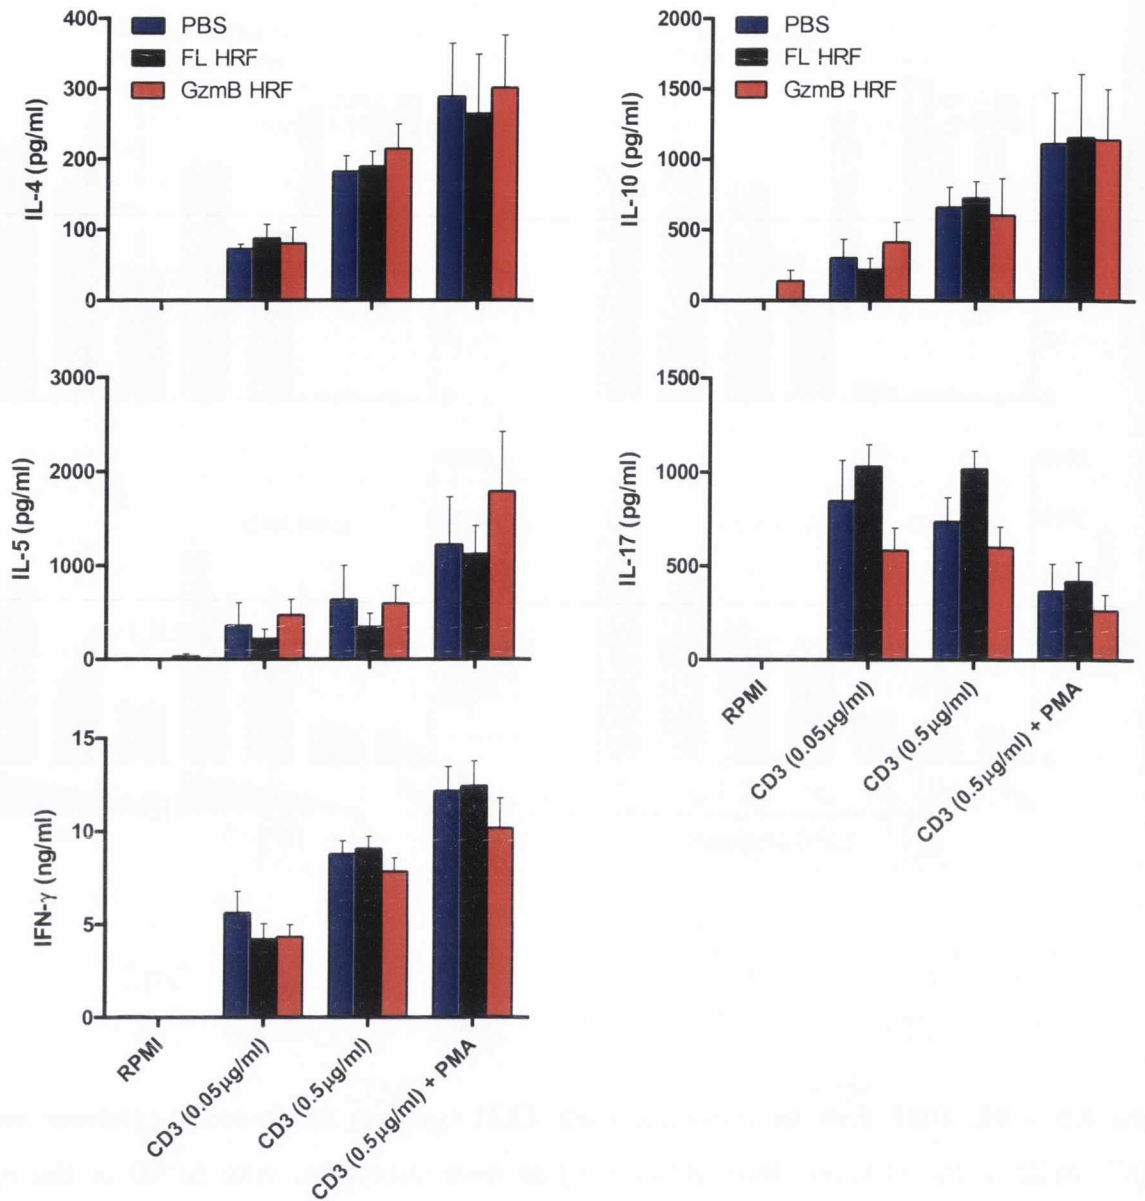 400
300
200
100
0
IL-4 (pg/ml)
PBS
FL HRF
GzmB HRF
2000
1500
1000
500
0
IL-10 (pg/ml)
PBS
FL HRF
GzmB HRF
3000
2000
1000
0
IL-5 (pg/ml)
1500
1000
500
0
IL-17 (pg/ml)
RPMI
CD3 (0.05µg/ml)
CD3 (0.5µg/ml)
CD3 (0.5µg/ml) + PMA
15
10
5
0
IFN-γ (ng/ml)
RPMI
CD3 (0.05µg/ml)
CD3 (0.5µg/ml)
CD3 (0.5µg/ml) + PMA